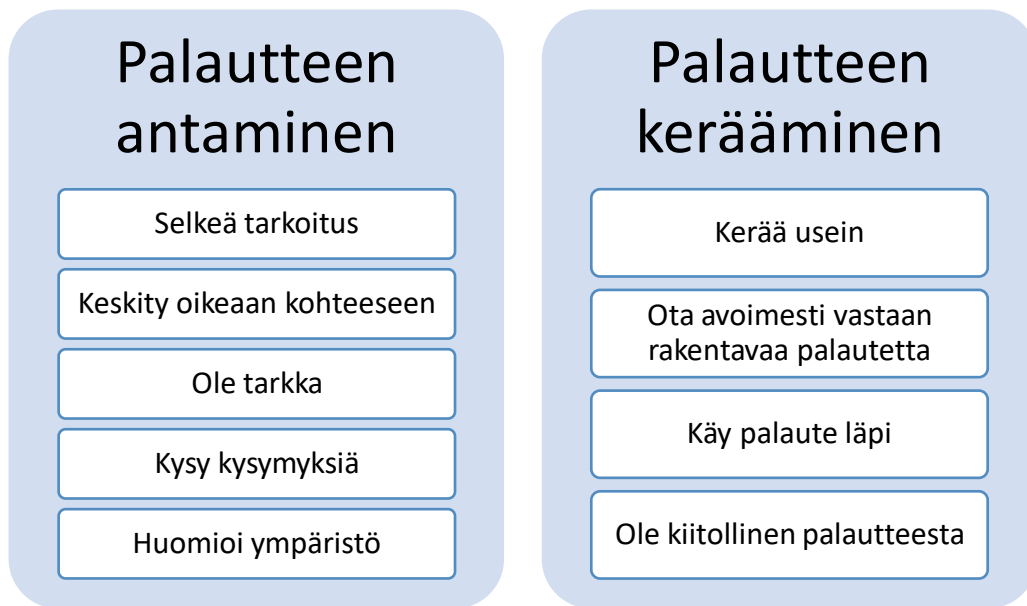 Palautteen
antaminen
Selkeä tarkoitus
Keskity oikeaan kohteeseen
Ole tarkka
Kysy kysymyksiä
Huomioi ympäristö
Palautteen
kerääminen
Kerää usein
Ota avoimesti vastaan
rakentavaa palautetta
Käy palaute läpi
Ole kiitollinen palautteesta